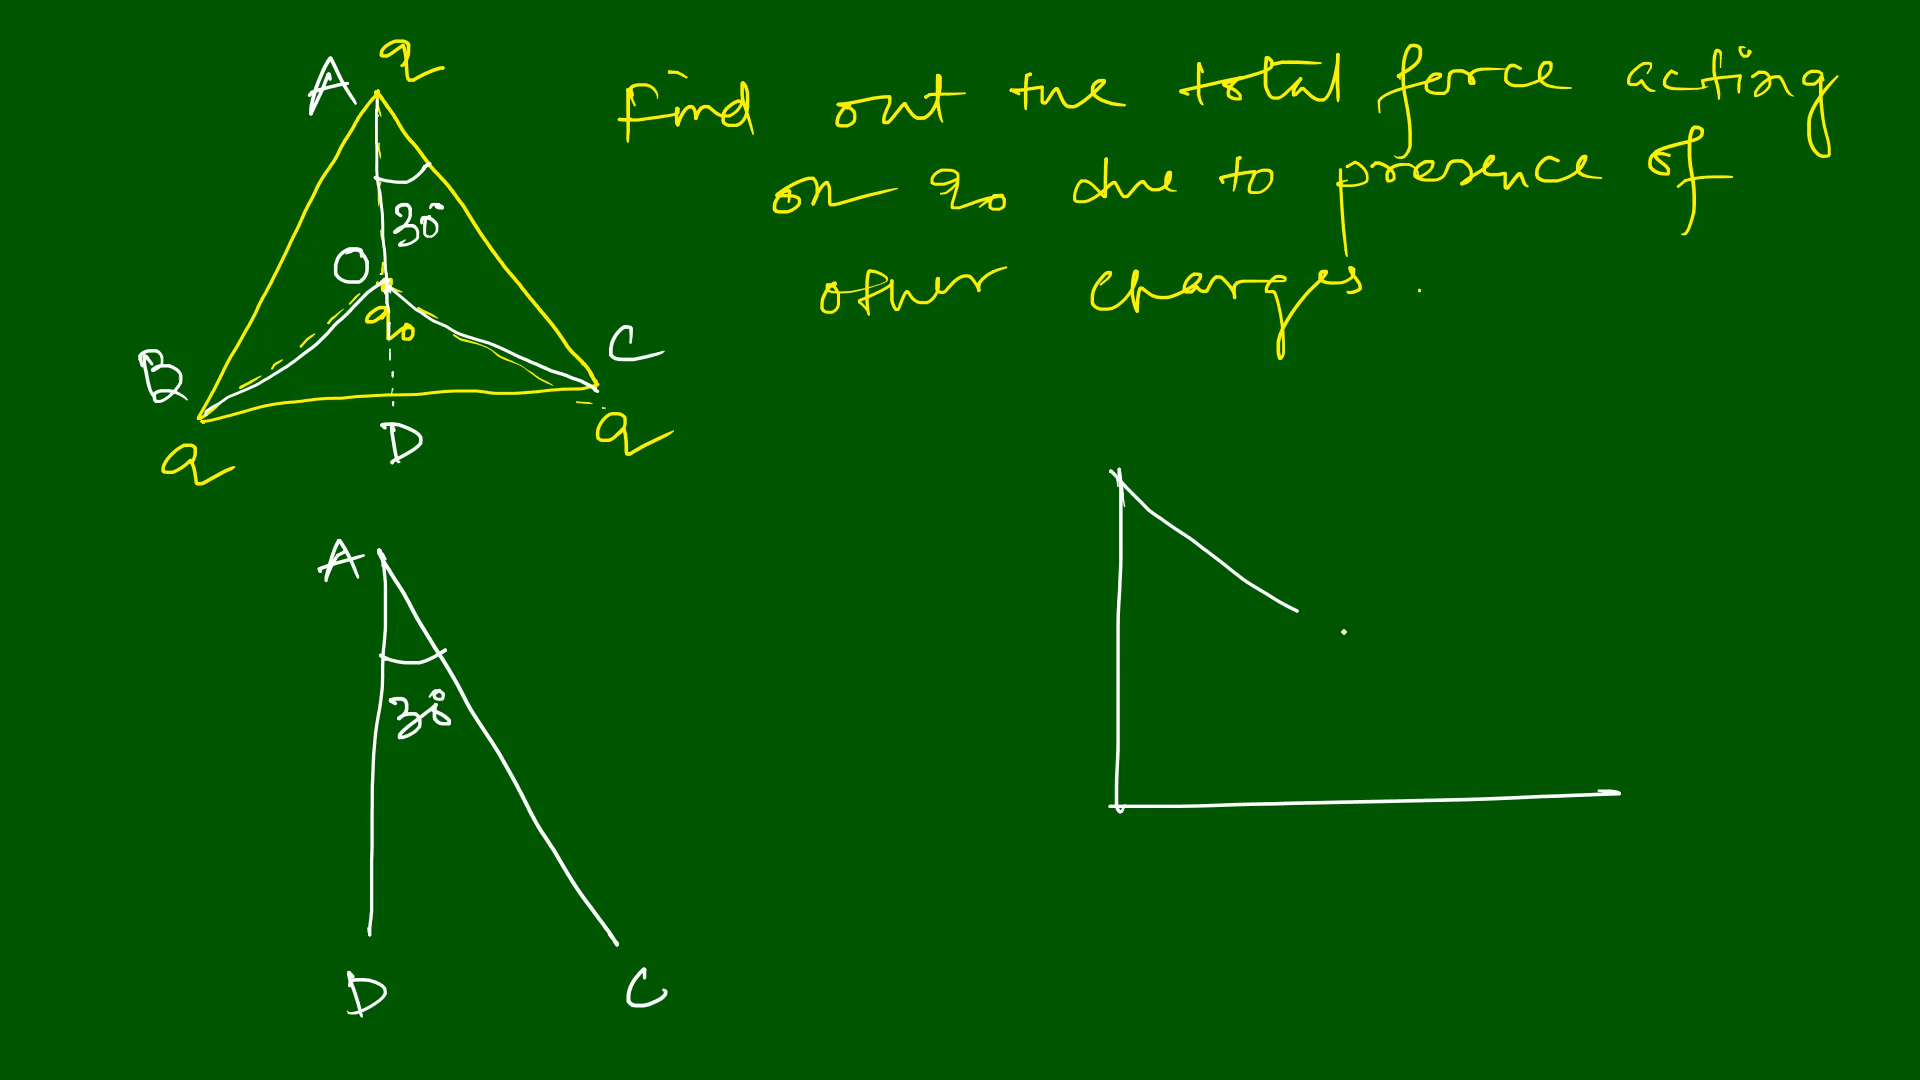 A q
Find out the total force acting
on q₀ due to presence of
other charges.
30°
O
q₀
B
C
q
D
q
A
30°
D
C